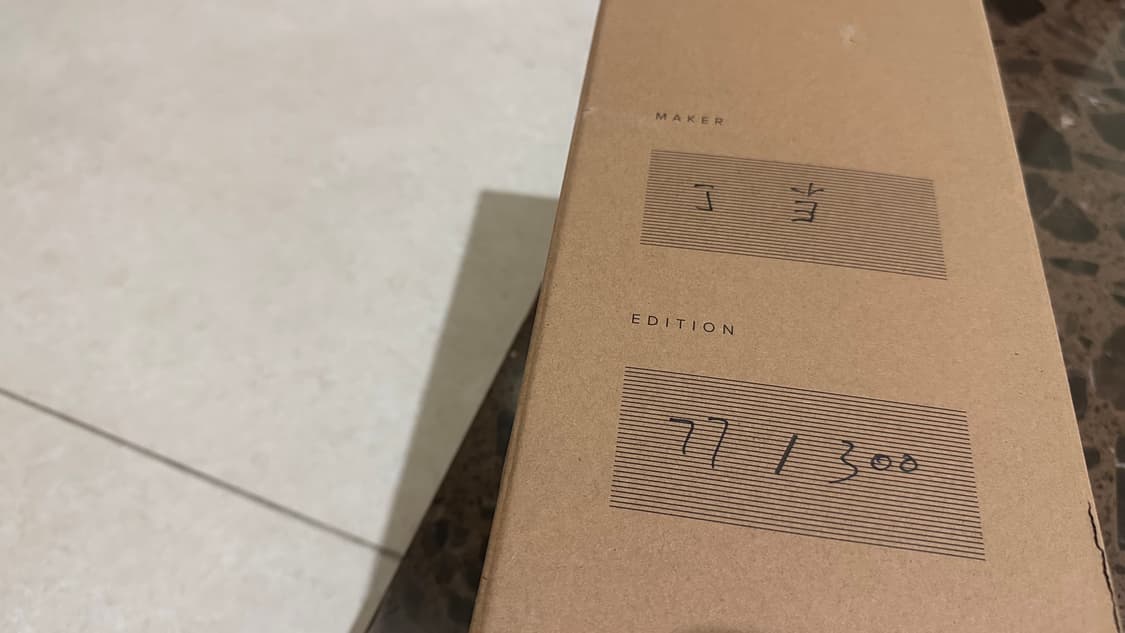 MAKER
丁 当
EDITION
77 / 300